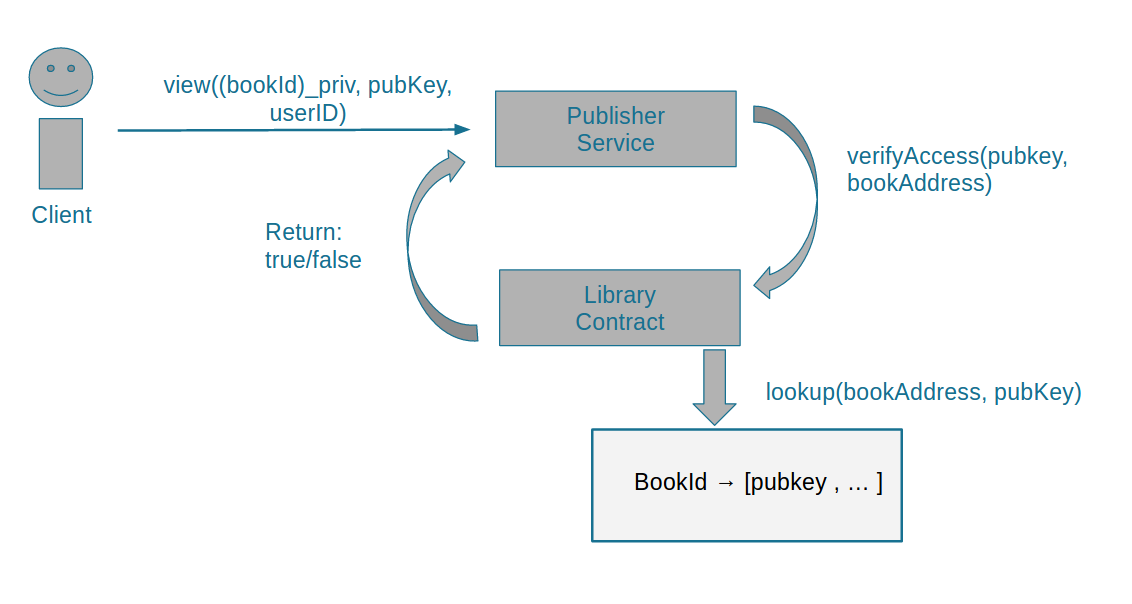 view((bookId)_priv, pubKey,
userID)
Publisher
Service
verifyAccess(pubkey,
bookAddress)
Client
Return:
true/false
Library
Contract
lookup(bookAddress, pubKey)
BookId → [pubkey , … ]